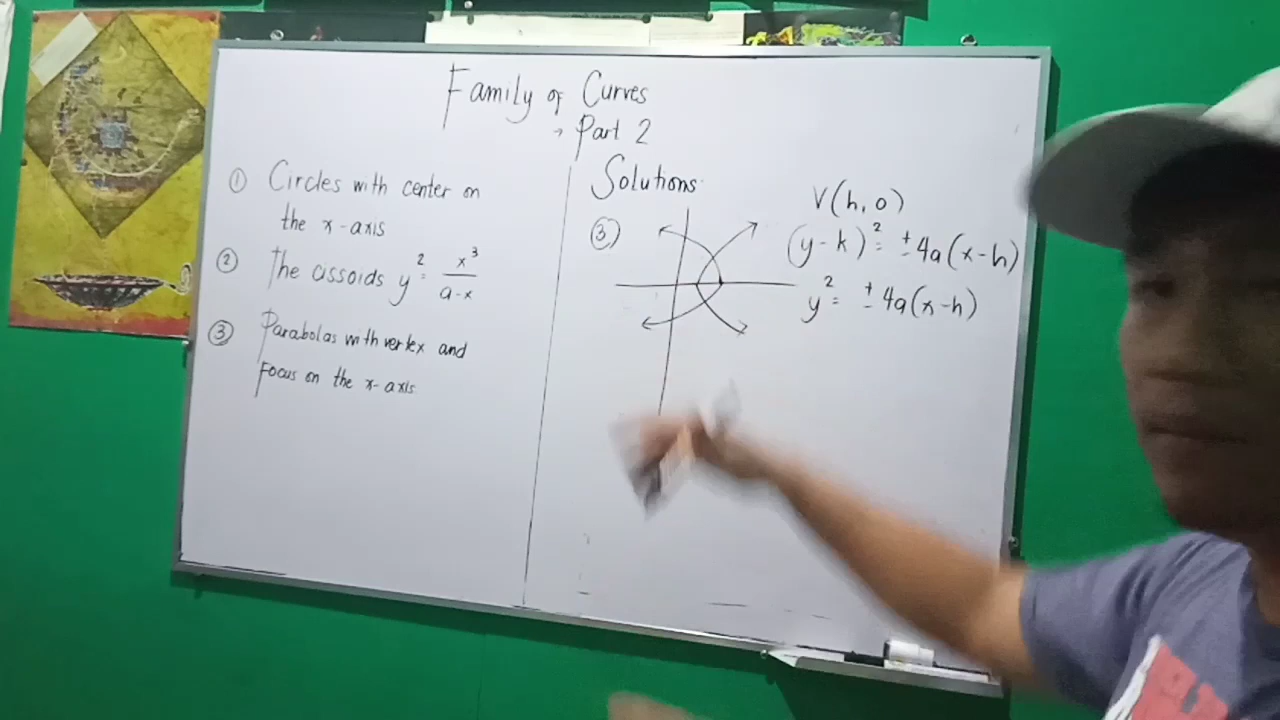 Family of Curves
→ Part 2
① Circles with center on
the x-axis
② The cissoids y² = x³/(a-x)
③ Parabolas with vertex and
Focus on the x-axis
Solutions:
③
V(h, 0)
(y-k)² = ±4a(x-h)
y² = ±4a(x-h)